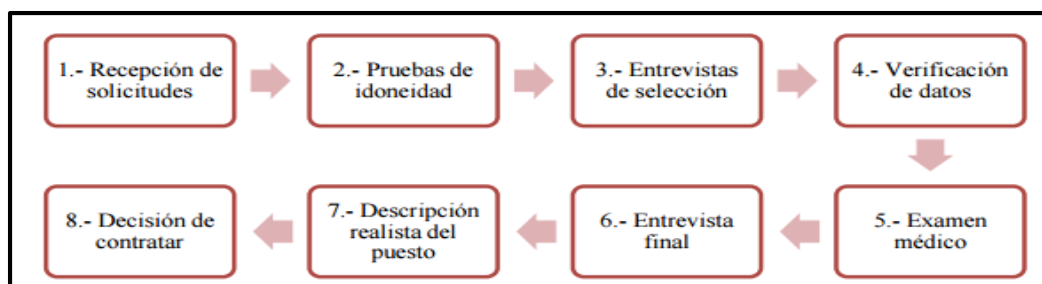 1.- Recepción de
solicitudes
2.- Pruebas de
idoneidad
3.- Entrevistas
de selección
4.- Verificación
de datos
5.- Examen
médico
6.- Entrevista
final
7.- Descripción
realista del
puesto
8.- Decisión de
contratar